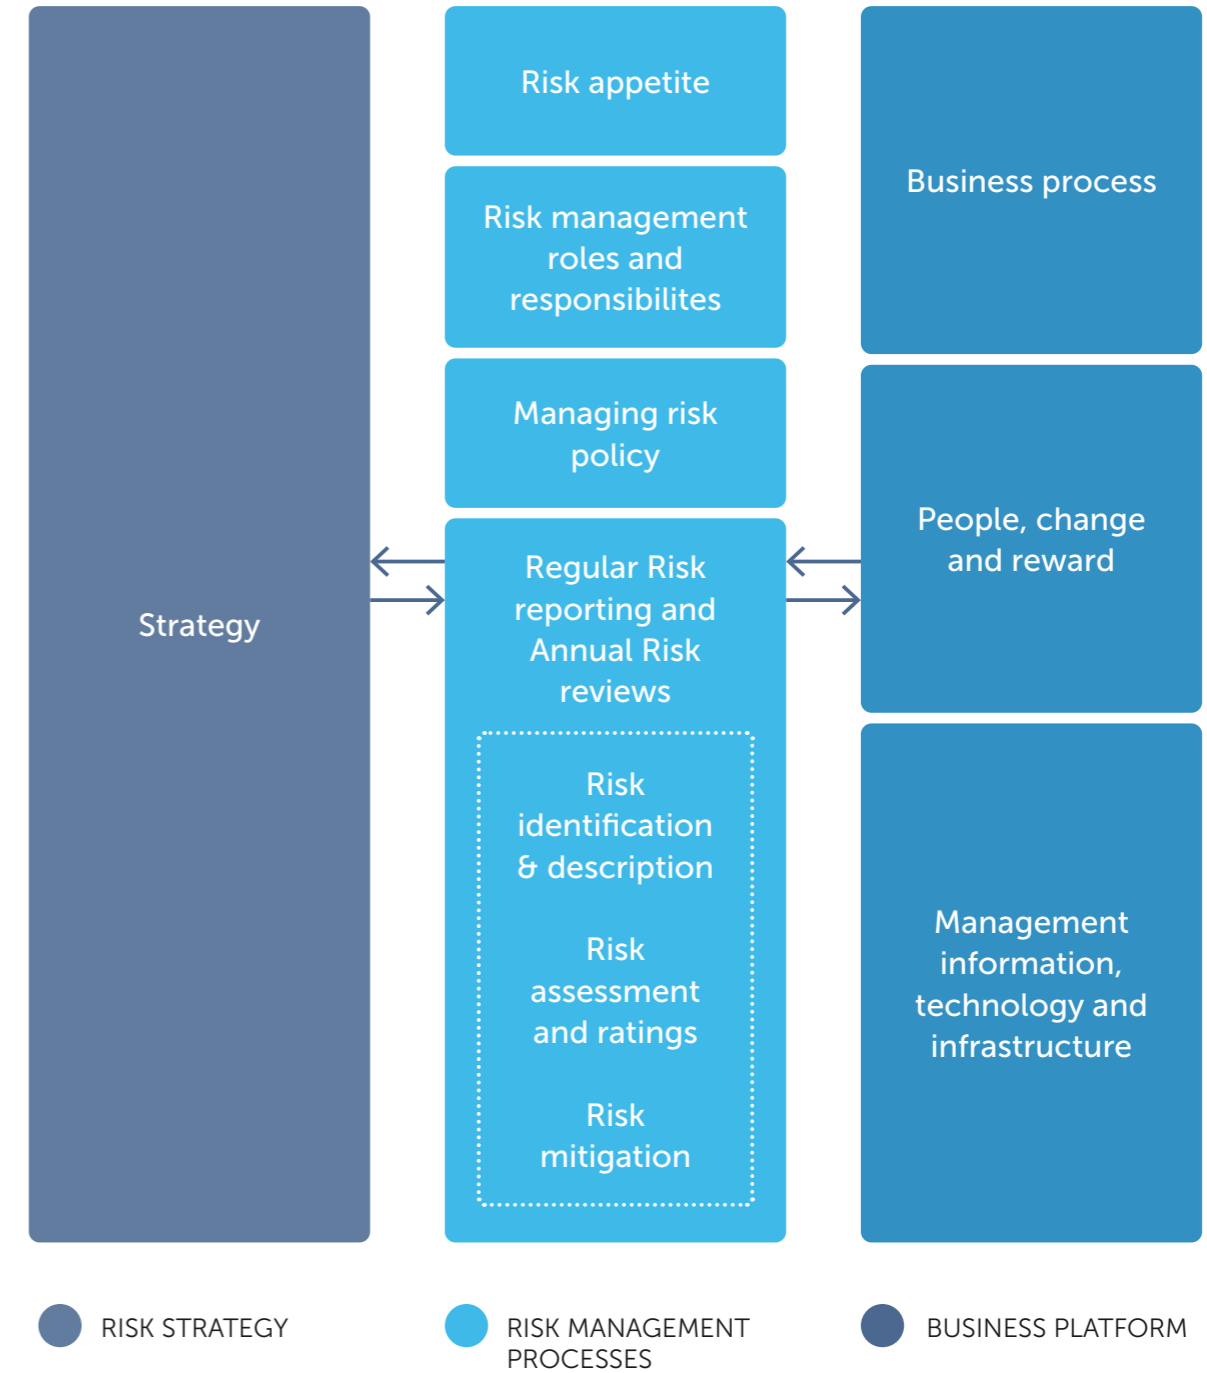 Strategy
Risk appetite
Risk management
roles and
responsibilites
Managing risk
policy
Regular Risk
reporting and
Annual Risk
reviews
Risk
identification
& description
Risk
assessment
and ratings
Risk
mitigation
Business process
People, change
and reward
Management
information,
technology and
infrastructure
RISK STRATEGY
RISK MANAGEMENT
PROCESSES
BUSINESS PLATFORM